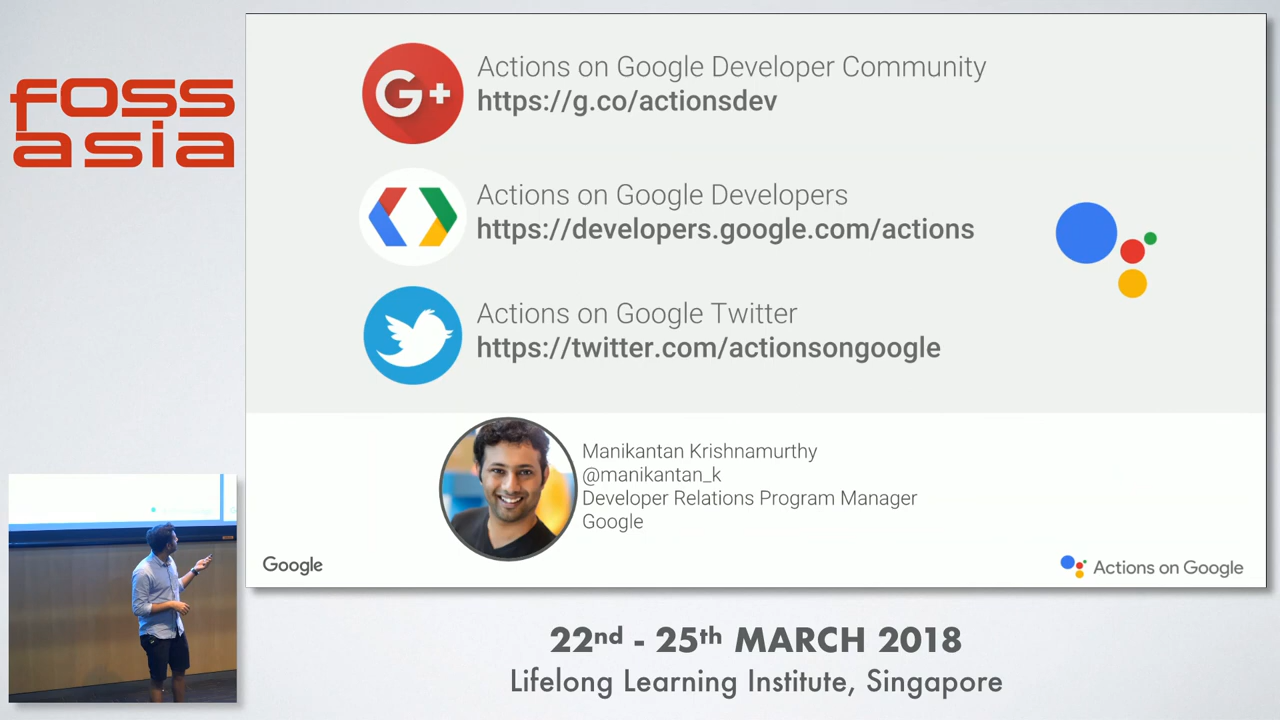 foss
asia
G+
Actions on Google Developer Community
https://g.co/actionsdev
Actions on Google Developers
https://developers.google.com/actions
Actions on Google Twitter
https://twitter.com/actionsongoogle
Manikantan Krishnamurthy
@manikantan_k
Developer Relations Program Manager
Google
Google
Actions on Google
22nd - 25th MARCH 2018
Lifelong Learning Institute, Singapore